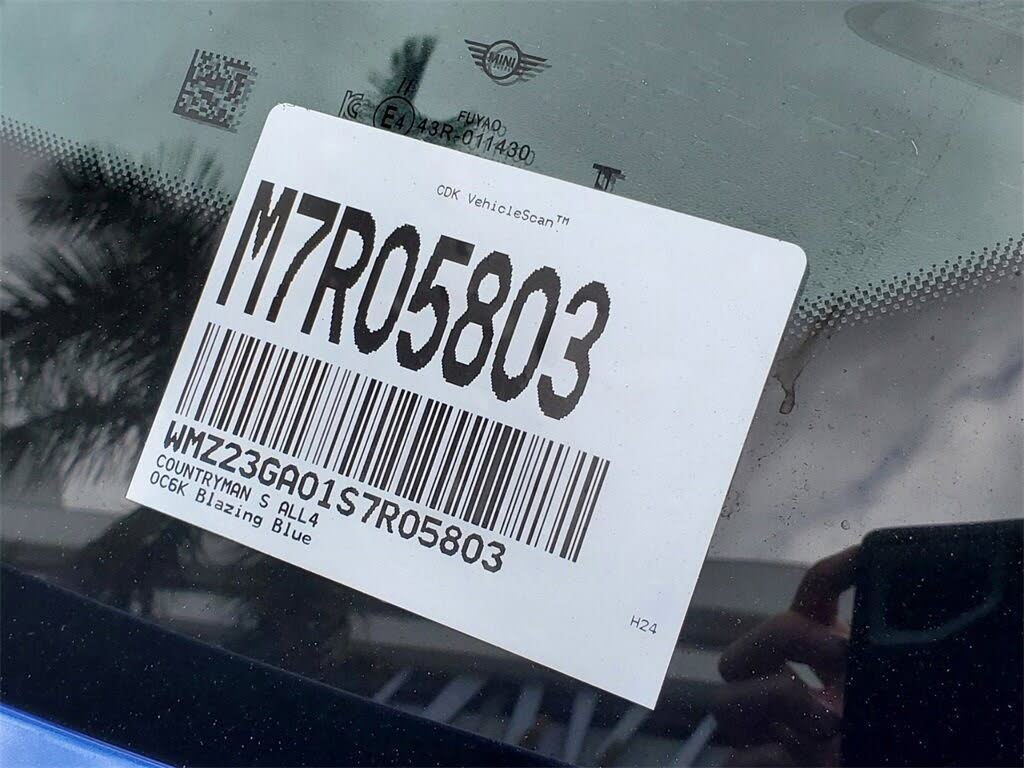 MINI
E4
FUYAO
43R-011430
CDK VehicleScan™
M7R05803
WMZ23GA01S7R05803
COUNTRYMAN S ALL4
0C6K Blazing Blue
H24